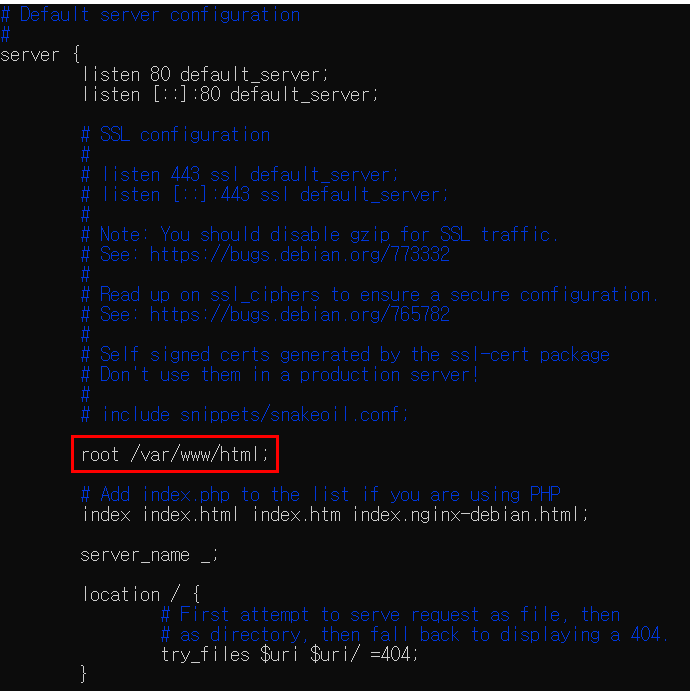 # Default server configuration
#
server {
listen 80 default_server;
listen [::]:80 default_server;
# SSL configuration
#
# listen 443 ssl default_server;
# listen [::]:443 ssl default_server;
#
# Note: You should disable gzip for SSL traffic.
# See: https://bugs.debian.org/773332
#
# Read up on ssl_ciphers to ensure a secure configuration.
# See: https://bugs.debian.org/765782
#
# Self signed certs generated by the ssl-cert package
# Don't use them in a production server!
#
# include snippets/snakeoil.conf;
root /var/www/html;
# Add index.php to the list if you are using PHP
index index.html index.htm index.nginx-debian.html;
server_name _;
location / {
# First attempt to serve request as file, then
# as directory, then fall back to displaying a 404.
try_files $uri $uri/ =404;
}